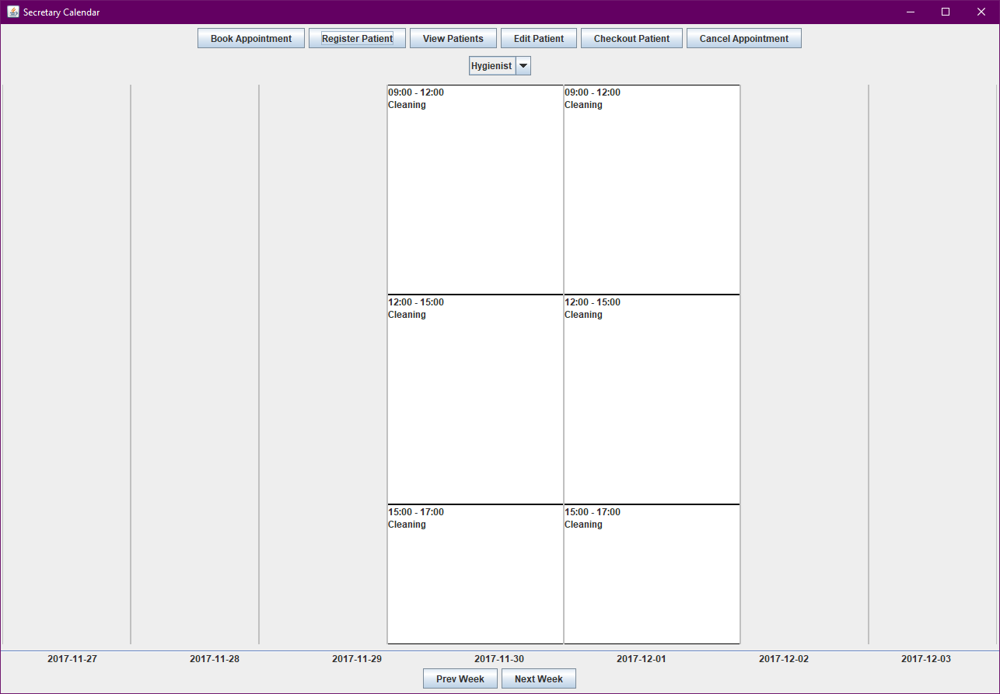 Secretary Calendar
Book Appointment Register Patient View Patients Edit Patient Checkout Patient Cancel Appointment
Hygienist
09:00 - 12:00 09:00 - 12:00
Cleaning Cleaning
12:00 - 15:00 12:00 - 15:00
Cleaning Cleaning
15:00 - 17:00 15:00 - 17:00
Cleaning Cleaning
2017-11-27 2017-11-28 2017-11-29 2017-11-30 2017-12-01 2017-12-02 2017-12-03
Prev Week Next Week